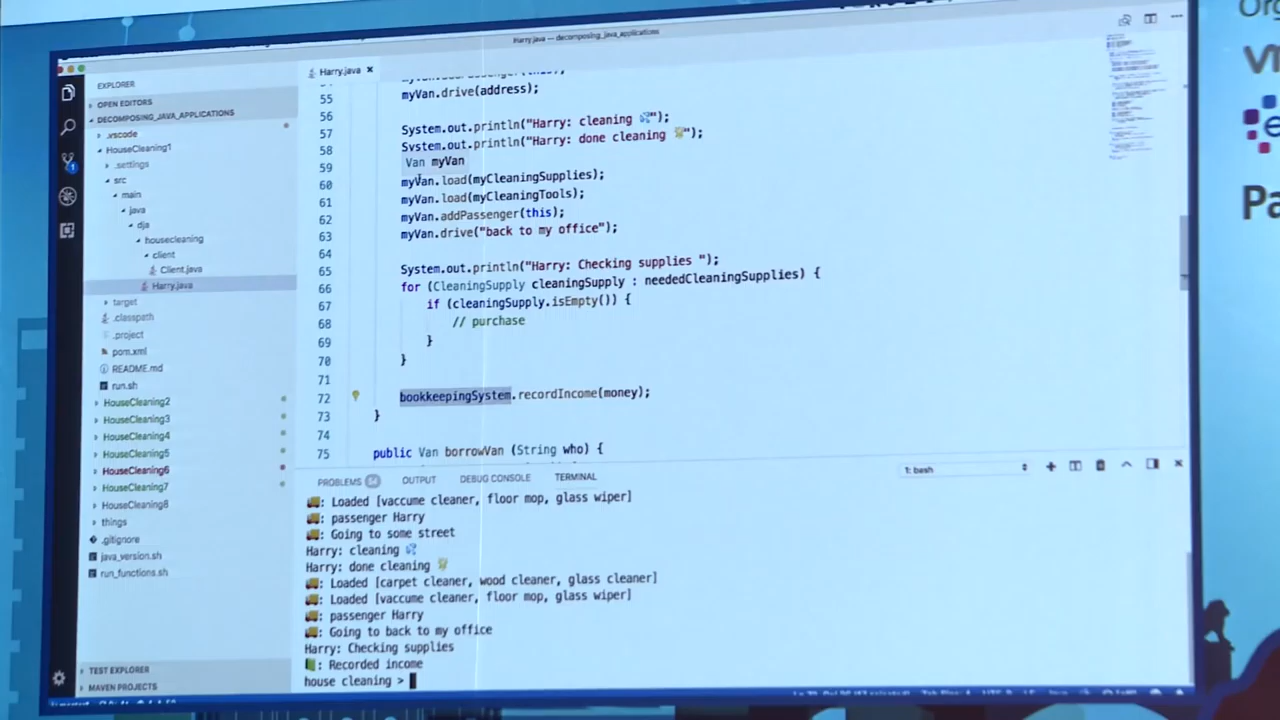 Harry.java — decomposing_java_applications
EXPLORER
OPEN EDITORS
DECOMPOSING_JAVA_APPLICATIONS
.vscode
HouseCleaning1
.settings
src
main
java
dja
housecleaning
client
Client.java
Harry.java
target
.classpath
.project
pom.xml
README.md
run.sh
HouseCleaning2
HouseCleaning3
HouseCleaning4
HouseCleaning5
HouseCleaning6
HouseCleaning7
HouseCleaning8
things
.gitignore
java_version.sh
run_functions.sh
TEST EXPLORER
MAVEN PROJECTS
Harry.java ×
55 myVan.drive(address);
56
57 System.out.println("Harry: cleaning 💦");
58 System.out.println("Harry: done cleaning
59 Van myVan
60 myVan.load(myCleaningSupplies);
61 myVan.load(myCleaningTools);
62 myVan.addPassenger(this);
63 myVan.drive("back to my office");
64
65 System.out.println("Harry: Checking supplies ");
66 for (CleaningSupply cleaningSupply : neededCleaningSupplies) {
67 if (cleaningSupply.isEmpty()) {
68 // purchase
69 }
70 }
71
72 bookkeepingSystem.recordIncome(money);
73 }
74
75 public Van borrowVan (String who) {
PROBLEMS OUTPUT DEBUG CONSOLE TERMINAL
1: bash
🚚: Loaded [vaccume cleaner, floor mop, glass wiper]
🚚: passenger Harry
🚚: Going to some street
Harry: cleaning 💦
Harry: done cleaning
🚚: Loaded [carpet cleaner, wood cleaner, glass cleaner]
🚚: Loaded [vaccume cleaner, floor mop, glass wiper]
🚚: passenger Harry
🚚: Going to back to my office
Harry: Checking supplies
📗: Recorded income
house cleaning >